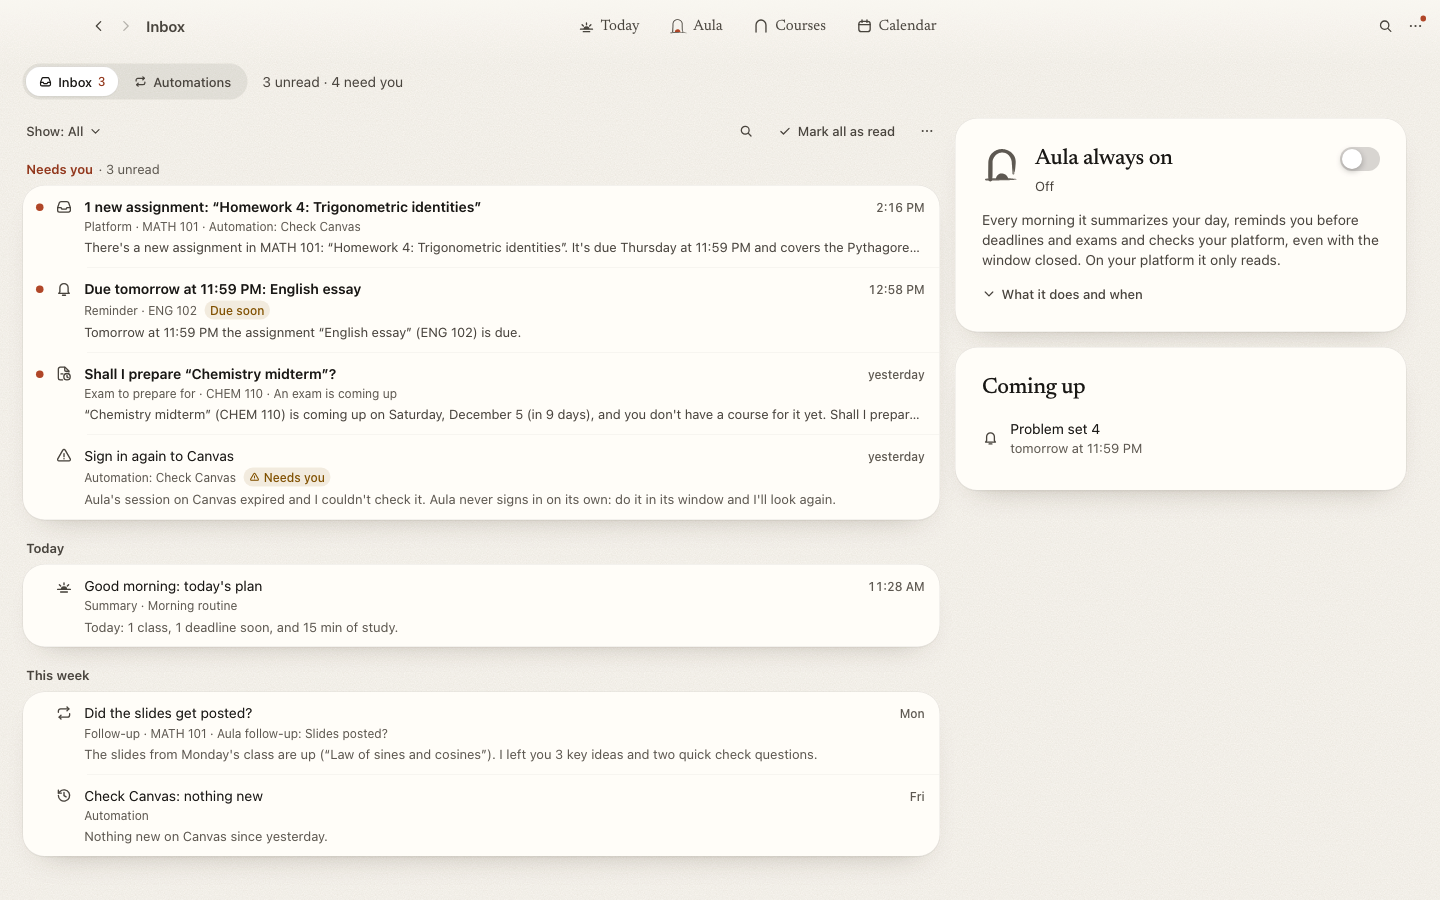 Inbox
Today
Aula
Courses
Calendar
Inbox 3
Automations
3 unread · 4 need you
Show: All
Mark all as read
Needs you · 3 unread
1 new assignment: “Homework 4: Trigonometric identities”
2:16 PM
Platform · MATH 101 · Automation: Check Canvas
There's a new assignment in MATH 101: “Homework 4: Trigonometric identities”. It's due Thursday at 11:59 PM and covers the Pythagore…
Due tomorrow at 11:59 PM: English essay
12:58 PM
Reminder · ENG 102 Due soon
Tomorrow at 11:59 PM the assignment “English essay” (ENG 102) is due.
Shall I prepare “Chemistry midterm”?
yesterday
Exam to prepare for · CHEM 110 · An exam is coming up
“Chemistry midterm” (CHEM 110) is coming up on Saturday, December 5 (in 9 days), and you don't have a course for it yet. Shall I prepar…
Sign in again to Canvas
yesterday
Automation: Check Canvas Needs you
Aula's session on Canvas expired and I couldn't check it. Aula never signs in on its own: do it in its window and I'll look again.
Today
Good morning: today's plan
11:28 AM
Summary · Morning routine
Today: 1 class, 1 deadline soon, and 15 min of study.
This week
Did the slides get posted?
Mon
Follow-up · MATH 101 · Aula follow-up: Slides posted?
The slides from Monday's class are up (“Law of sines and cosines”). I left you 3 key ideas and two quick check questions.
Check Canvas: nothing new
Fri
Automation
Nothing new on Canvas since yesterday.
Aula always on
Off
Every morning it summarizes your day, reminds you before
deadlines and exams and checks your platform, even with the
window closed. On your platform it only reads.
What it does and when
Coming up
Problem set 4
tomorrow at 11:59 PM